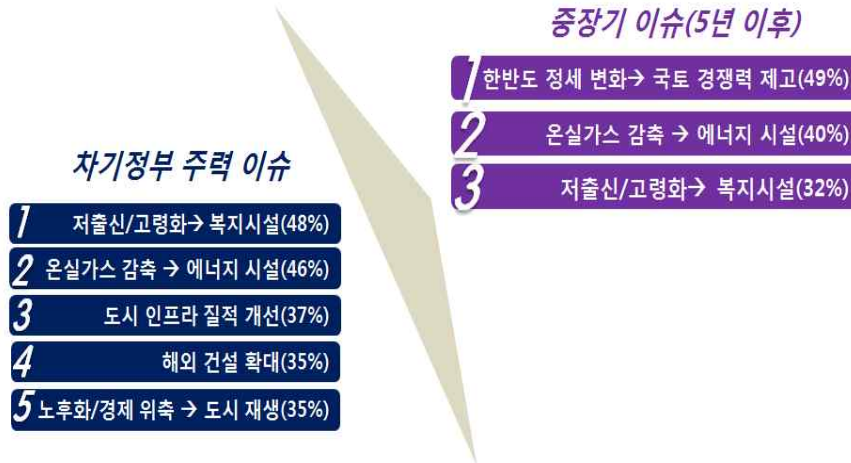 차기정부 주력 이슈
1 저출신/고령화→ 복지시설(48%)
2 온실가스 감축 → 에너지 시설(46%)
3 도시 인프라 질적 개선(37%)
4 해외 건설 확대(35%)
5 노후화/경제 위축 → 도시 재생(35%)
중장기 이슈(5년 이후)
1 한반도 정세 변화→ 국토 경쟁력 제고(49%)
2 온실가스 감축 → 에너지 시설(40%)
3 저출신/고령화→ 복지시설(32%)